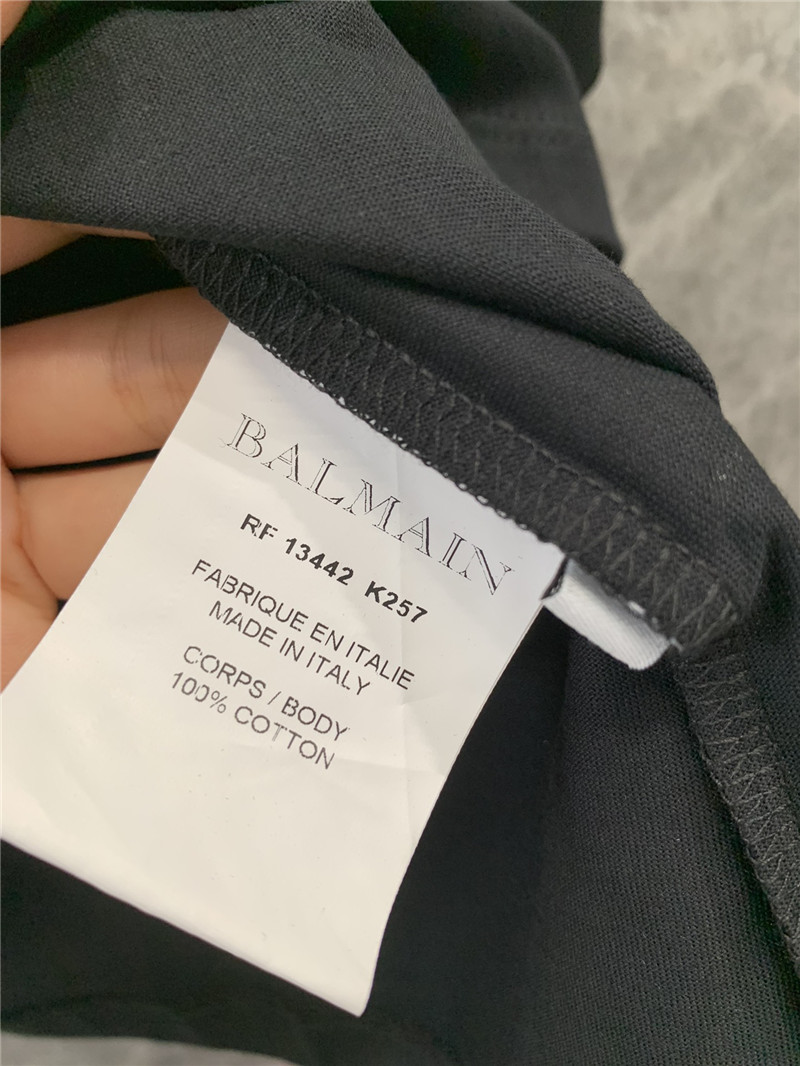 BALMAIN
RF 13442 K257
FABRIQUE EN ITALIE
MADE IN ITALY
CORPS / BODY
100% COTTON